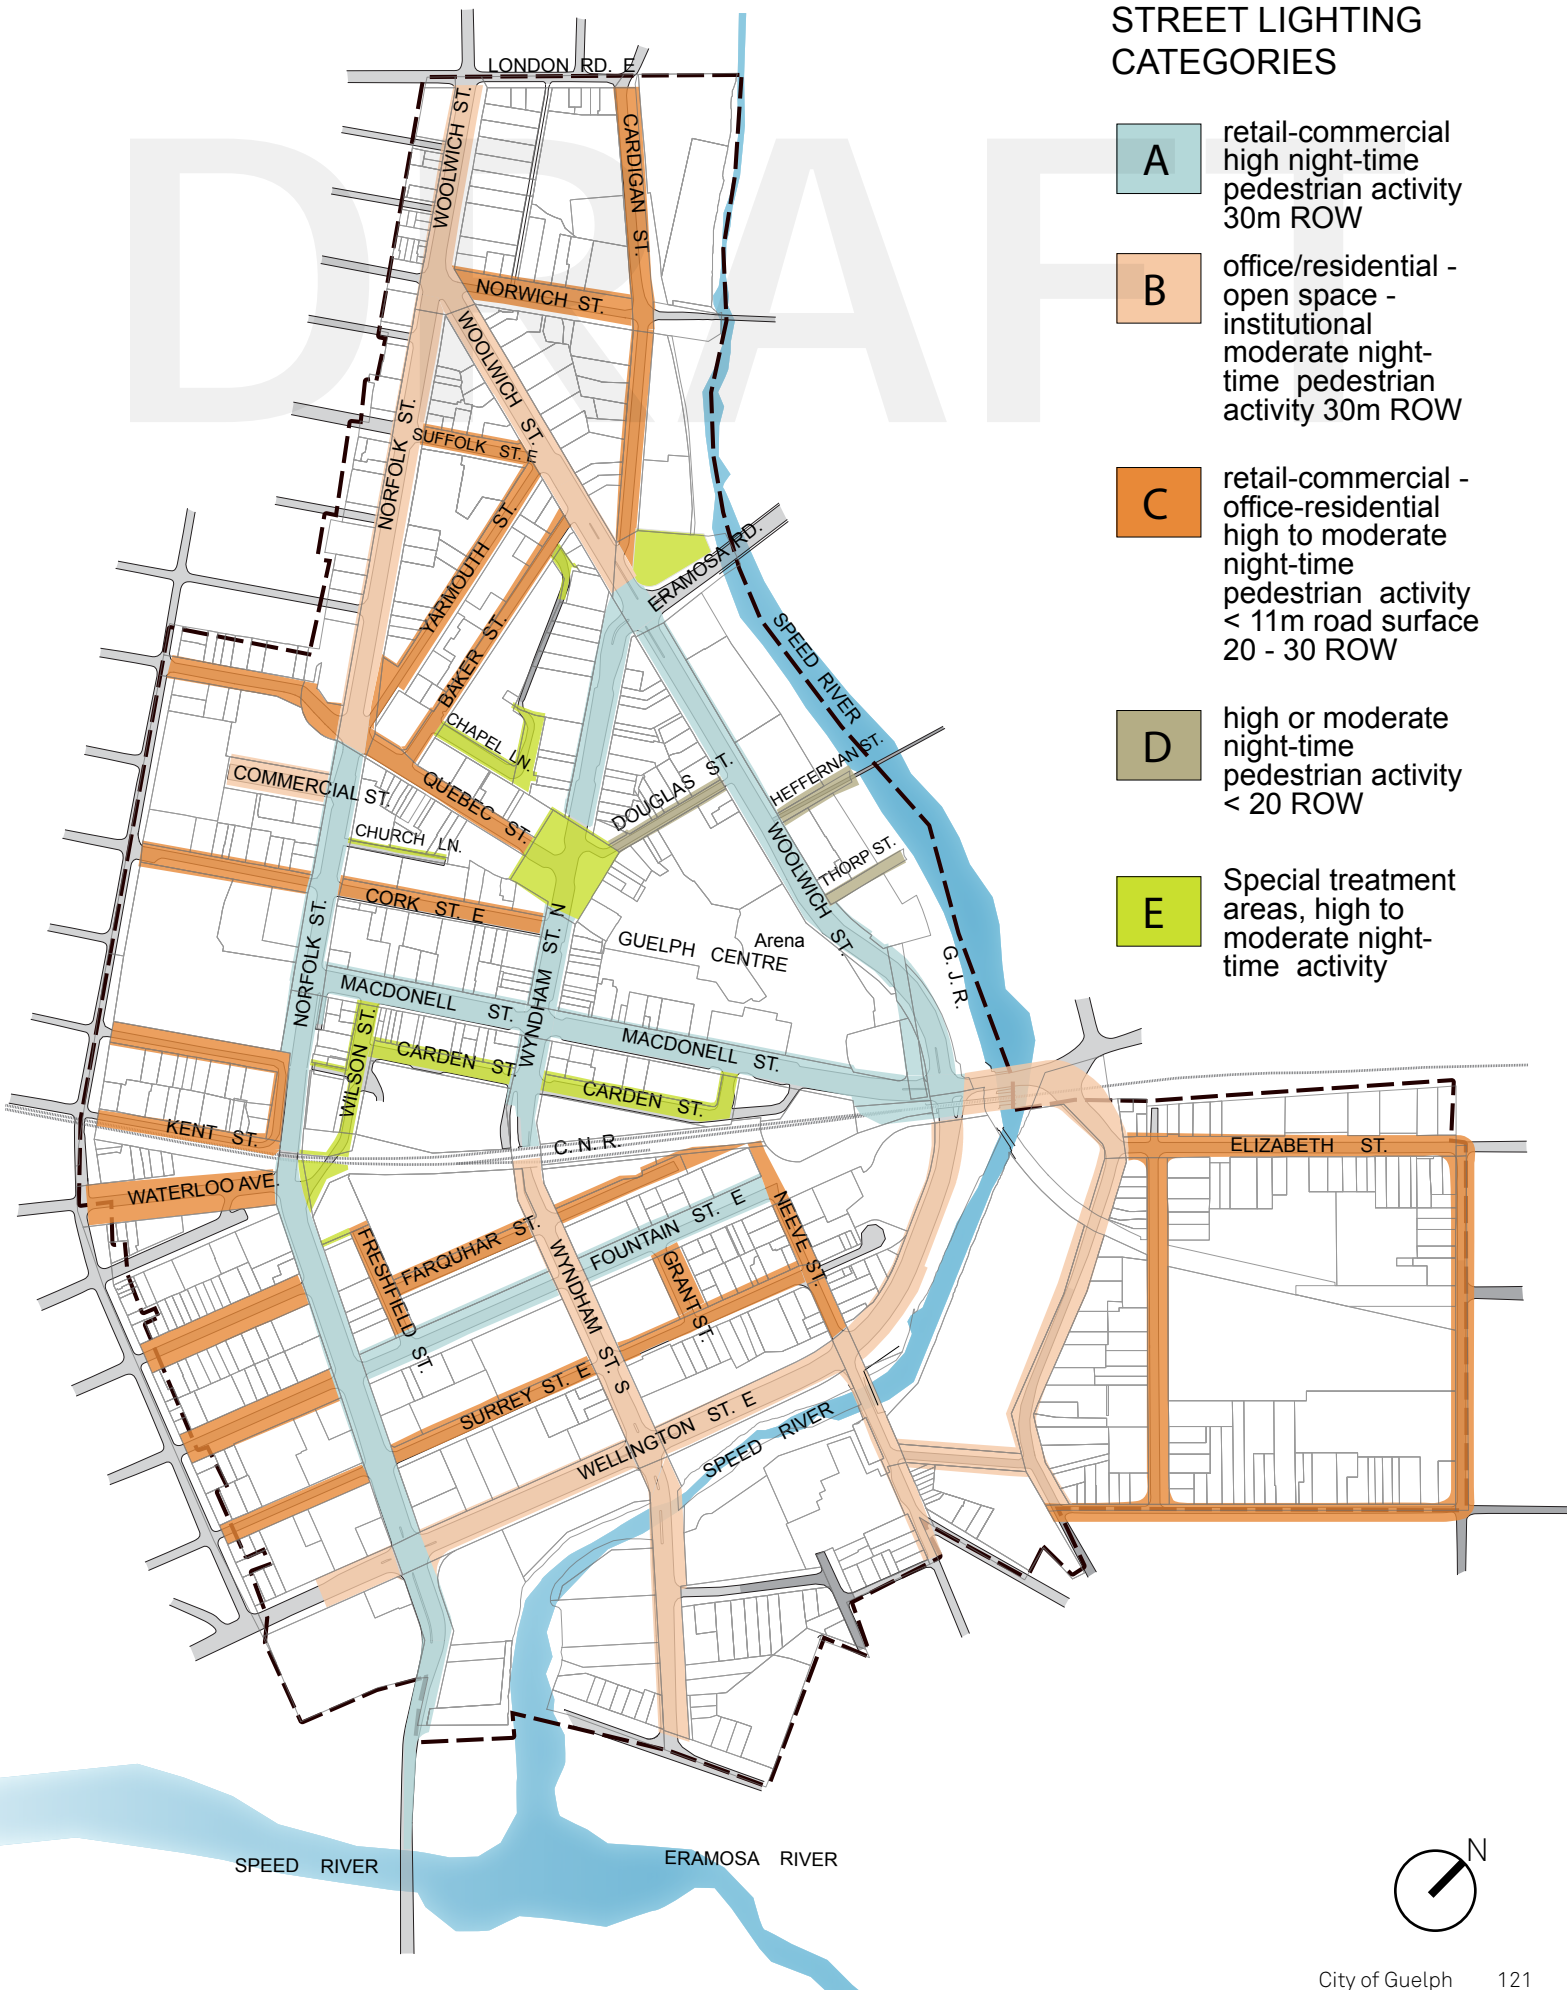 STREET LIGHTING
CATEGORIES
A
retail-commercial
high night-time
pedestrian activity
30m ROW
B
office/residential -
open space -
institutional
moderate night-
time pedestrian
activity 30m ROW
C
retail-commercial -
office-residential
high to moderate
night-time
pedestrian activity
< 11m road surface
20 - 30 ROW
D
high or moderate
night-time
pedestrian activity
< 20 ROW
E
Special treatment
areas, high to
moderate night-
time activity
DRAFT
LONDON RD. E
WOOLWICH ST.
CARDIGAN ST.
NORWICH ST.
WOOLWICH ST.
NORFOLK ST.
SUFFOLK ST. E
YARMOUTH ST.
BAKER ST.
ERAMOSA RD.
SPEED RIVER
CHAPEL LN.
COMMERCIAL ST.
QUEBEC ST.
DOUGLAS ST.
HEFFERNAN ST.
CHURCH LN.
THORP ST.
WOOLWICH ST.
CORK ST. E
NORFOLK ST.
WYNDHAM ST. N
GUELPH CENTRE
Arena
G. J. R.
MACDONELL ST.
MACDONELL ST.
WILSON ST.
CARDEN ST.
CARDEN ST.
KENT ST.
C. N. R.
ELIZABETH ST.
WATERLOO AVE.
FRESHFIELD ST.
FARQUHAR ST.
FOUNTAIN ST. E
NEEVE ST.
GRANT ST.
WYNDHAM ST. S
SURREY ST. E
WELLINGTON ST. E
SPEED RIVER
SPEED RIVER
ERAMOSA RIVER
N
City of Guelph 121